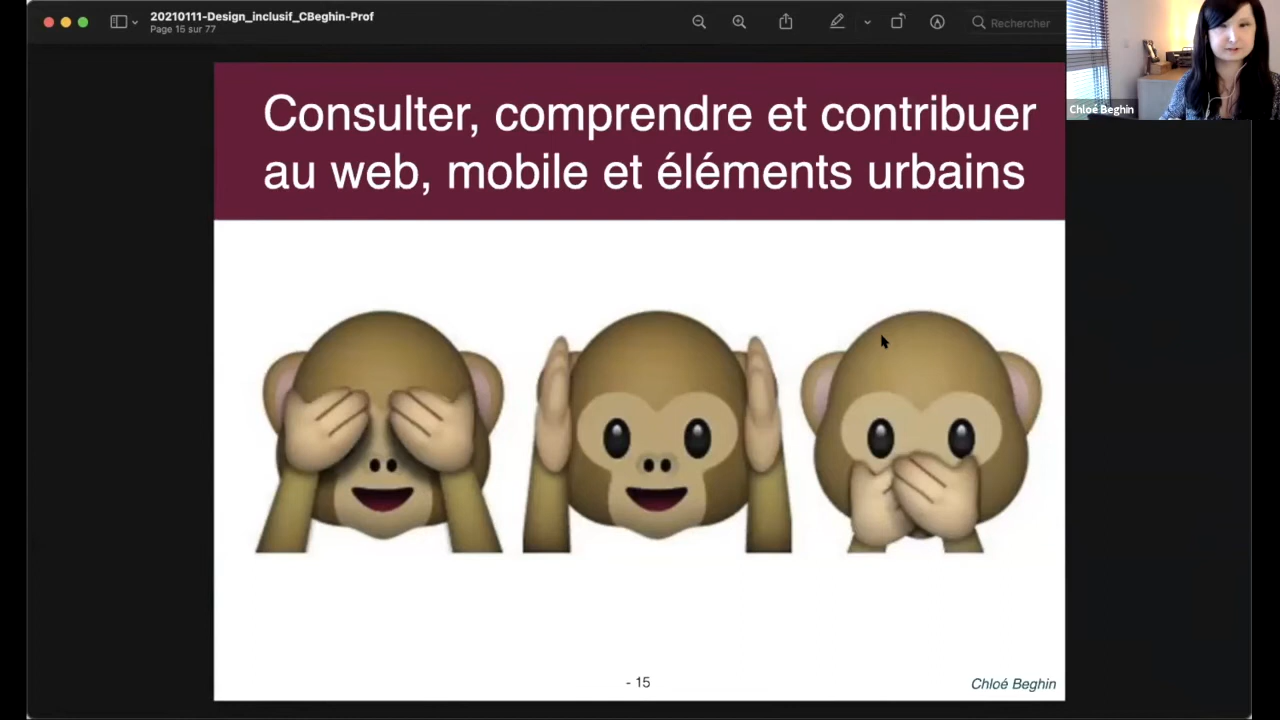 20210111-Design_inclusif_CBeghin-Prof
Page 15 sur 77
Rechercher
Chloé Beghin
Consulter, comprendre et contribuer
au web, mobile et éléments urbains
- 15
Chloé Beghin